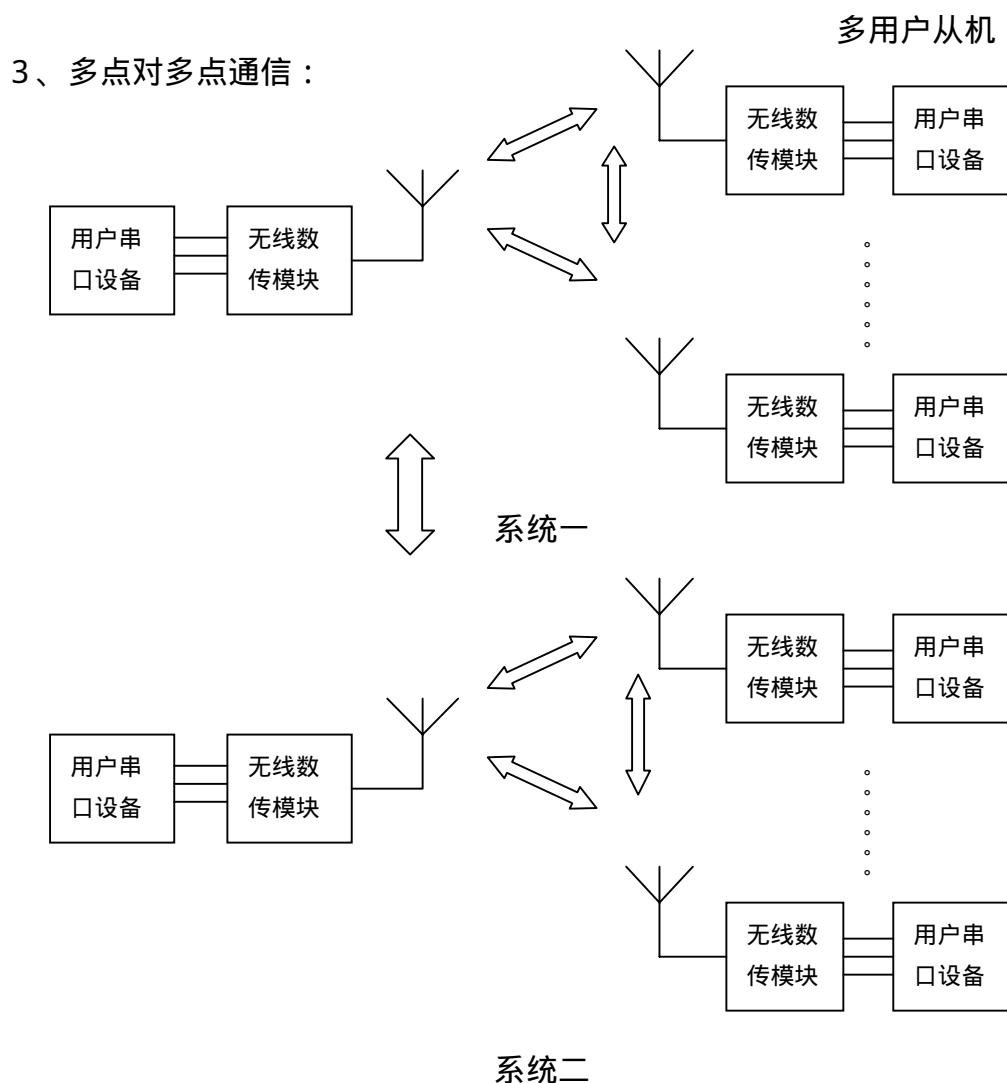 多用户从机
3、多点对多点通信：
无线数
传模块
用户串
口设备
用户串
口设备
无线数
传模块
无线数
传模块
用户串
口设备
系统一
无线数
传模块
用户串
口设备
用户串
口设备
无线数
传模块
无线数
传模块
用户串
口设备
系统二